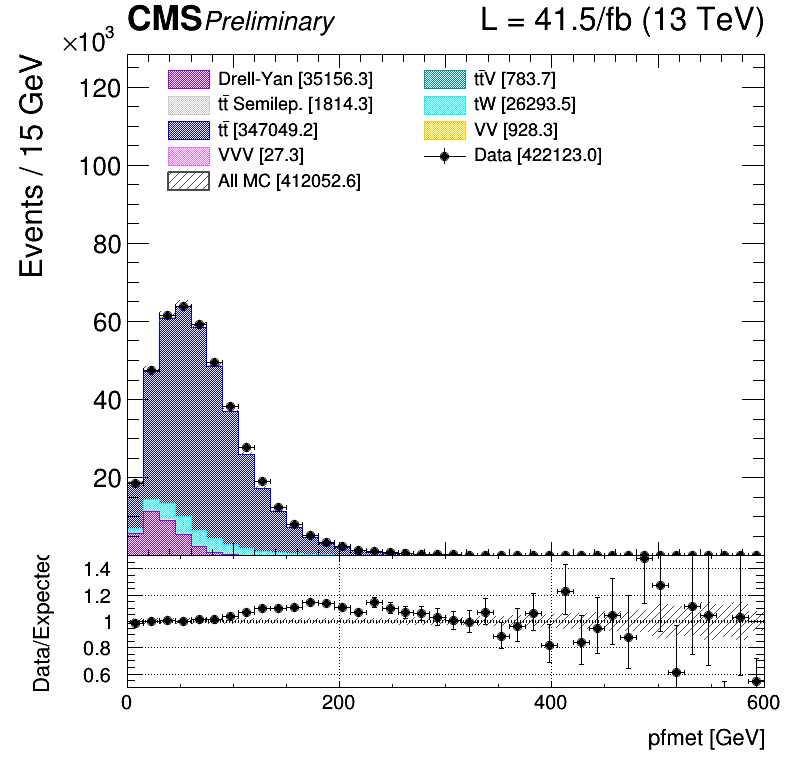 CMS Preliminary L = 41.5/fb (13 TeV)
×10³
Events / 15 GeV
120
100
80
60
40
20
Drell-Yan [35156.3]
tt̄ Semilep. [1814.3]
tt̄ [347049.2]
VVV [27.3]
All MC [412052.6]
tt̄V [783.7]
tW [26293.5]
VV [928.3]
Data [422123.0]
Data/Expected
1.4
1.2
1
0.8
0.6
0 200 400 600
pfmet [GeV]